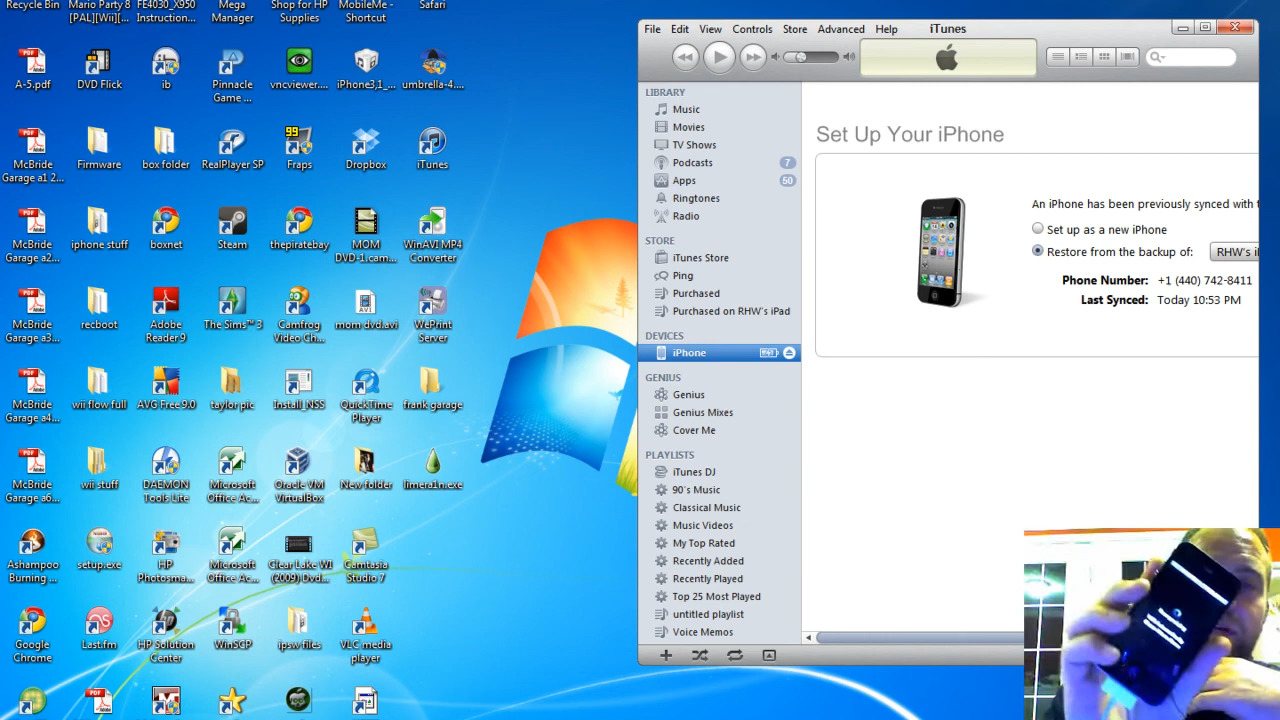 Recycle Bin
Mario Party 8 [PAL][Wii][...
FE4030_X950 Instruction...
Mega Manager
Shop for HP Supplies
MobileMe - Shortcut
Safari
A-5.pdf
DVD Flick
ib
Pinnacle Game ...
vncviewer....
iPhone3,1_...
umbrella-4....
McBride Garage a1 2...
Firmware
box folder
RealPlayer SP
99
Fraps
Dropbox
iTunes
McBride Garage a2...
iphone stuff
boxnet
Steam
thepiratebay
MOM DVD-1.cam...
WinAVI MP4 Converter
McBride Garage a3...
recboot
Adobe Reader 9
The Sims™ 3
Camfrog Video Ch...
mom dvd.avi
WePrint Server
McBride Garage a4...
wii flow full
AVG Free 9.0
taylor pic
Install_NSS
QuickTime Player
frank garage
McBride Garage a6...
wii stuff
DAEMON Tools Lite
Microsoft Office Ac...
Oracle VM VirtualBox
New folder
limera1n.exe
Ashampoo Burning ...
setup.exe
HP Photosma...
Microsoft Office Ac...
Clear Lake WI (2009) Dvd...
Camtasia Studio 7
Google Chrome
Last.fm
HP Solution Center
WinSCP
ipsw files
VLC media player
File Edit View Controls Store Advanced Help
iTunes
LIBRARY
Music
Movies
TV Shows
Podcasts 7
Apps 50
Ringtones
Radio
STORE
iTunes Store
Ping
Purchased
Purchased on RHW's iPad
DEVICES
iPhone
GENIUS
Genius
Genius Mixes
Cover Me
PLAYLISTS
iTunes DJ
90's Music
Classical Music
Music Videos
My Top Rated
Recently Added
Recently Played
Top 25 Most Played
untitled playlist
Voice Memos
Set Up Your iPhone
An iPhone has been previously synced with t
Set up as a new iPhone
Restore from the backup of: RHW's i
Phone Number: +1 (440) 742-8411
Last Synced: Today 10:53 PM